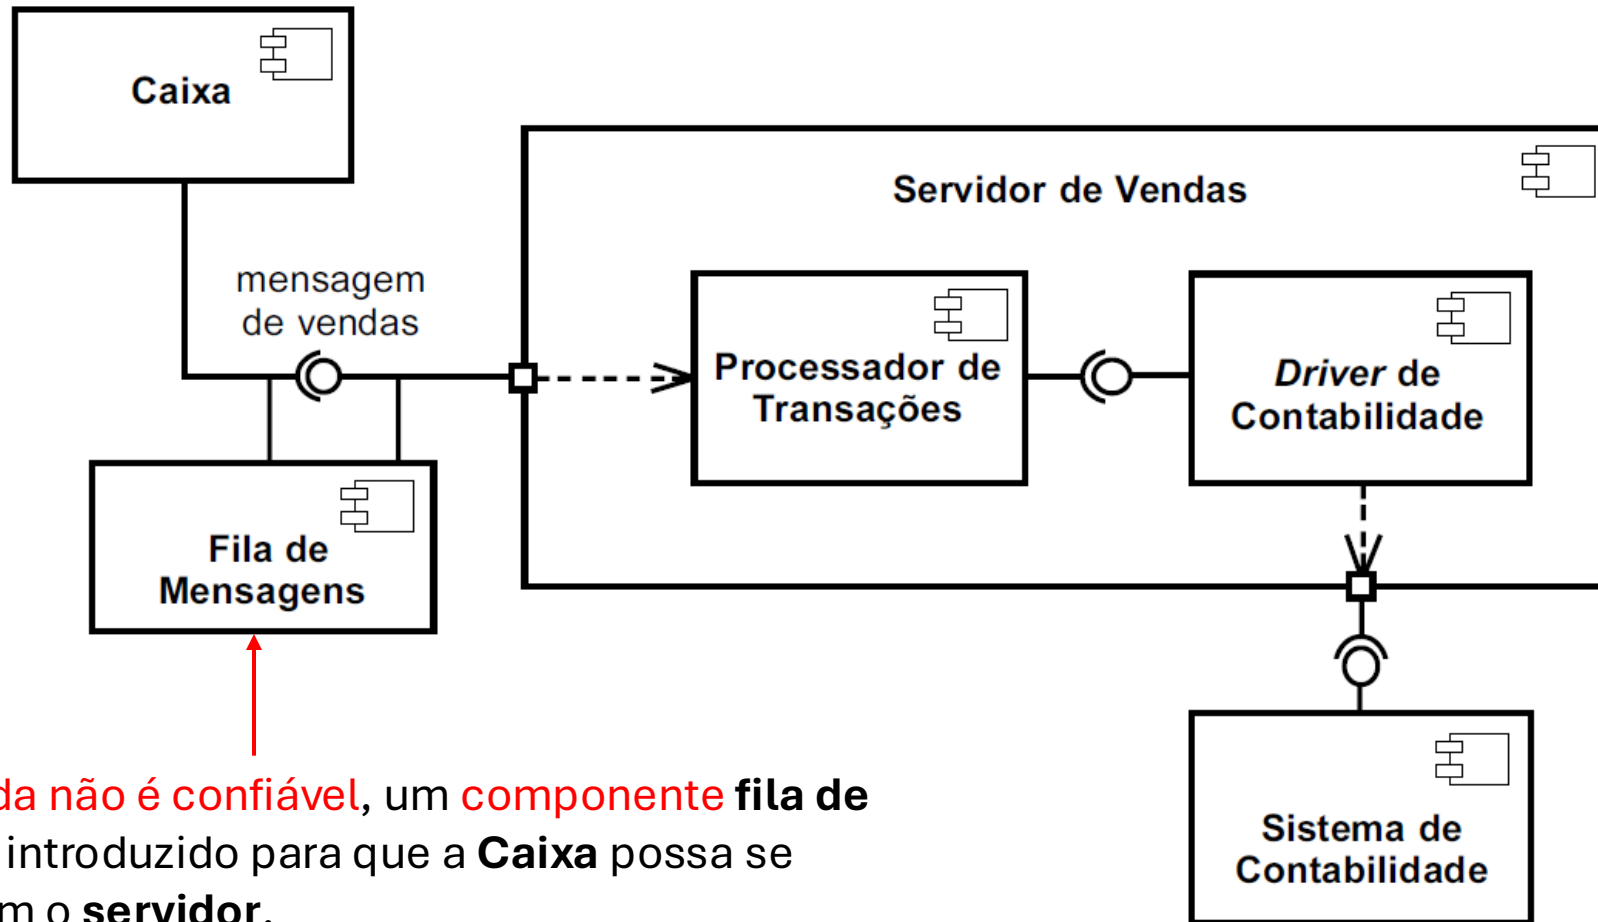 Caixa
Servidor de Vendas
mensagem
de vendas
Processador de
Transações
Driver de
Contabilidade
Fila de
Mensagens
não é confiável, um componente fila de
introduzido para que a Caixa possa se
o servidor.
Sistema de
Contabilidade